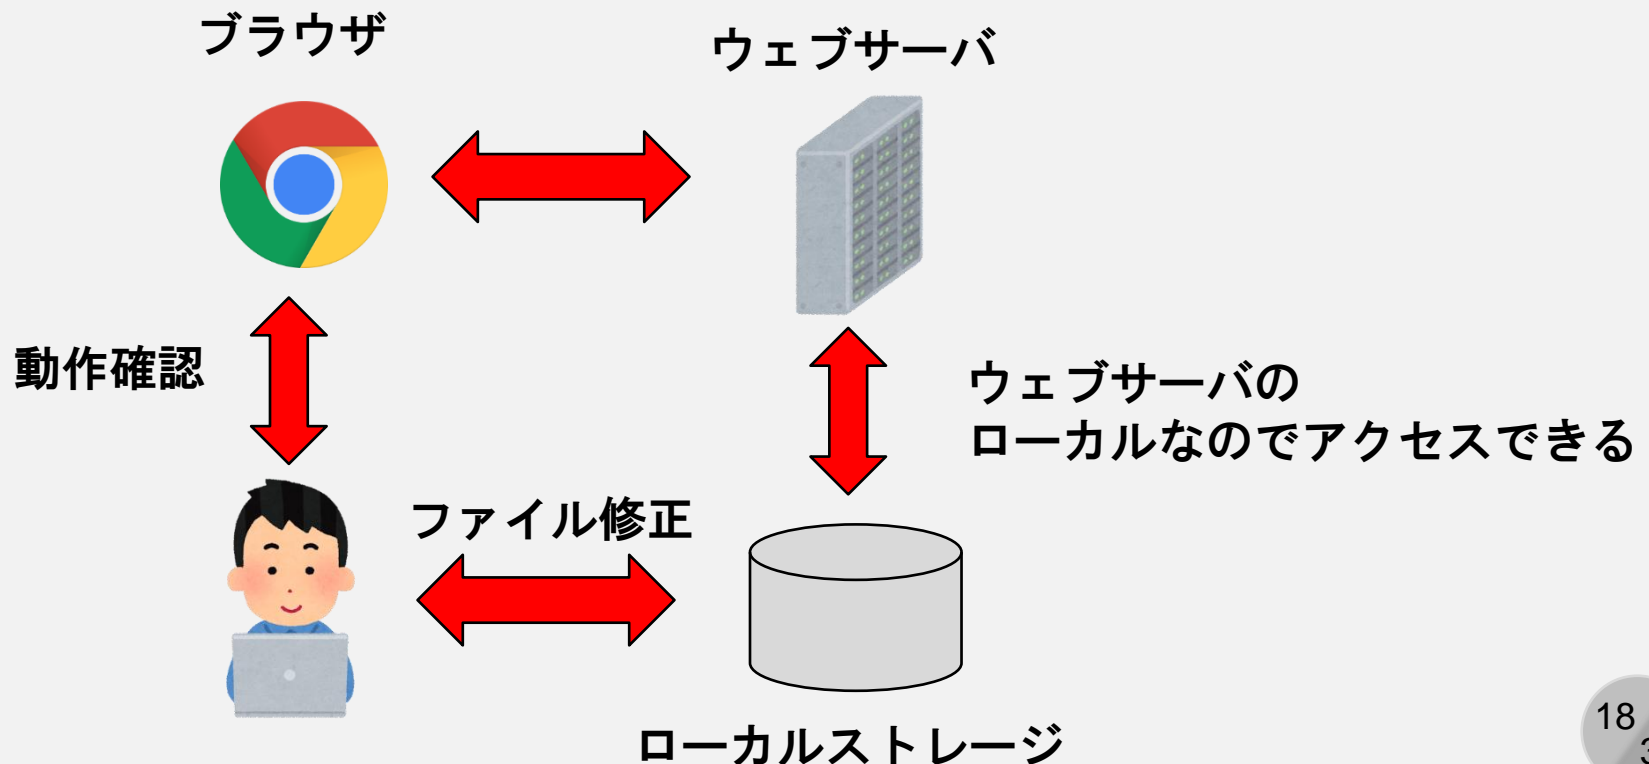 ブラウザ
ウェブサーバ
動作確認
ウェブサーバの
ローカルなのでアクセスできる
ファイル修正
ローカルストレージ
18